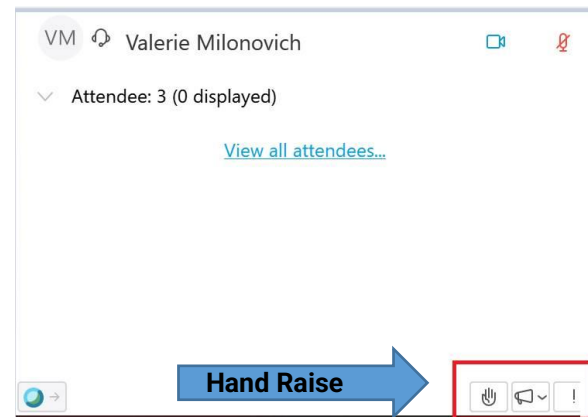 VM Valerie Milonovich
Attendee: 3 (0 displayed)
View all attendees...
Hand Raise